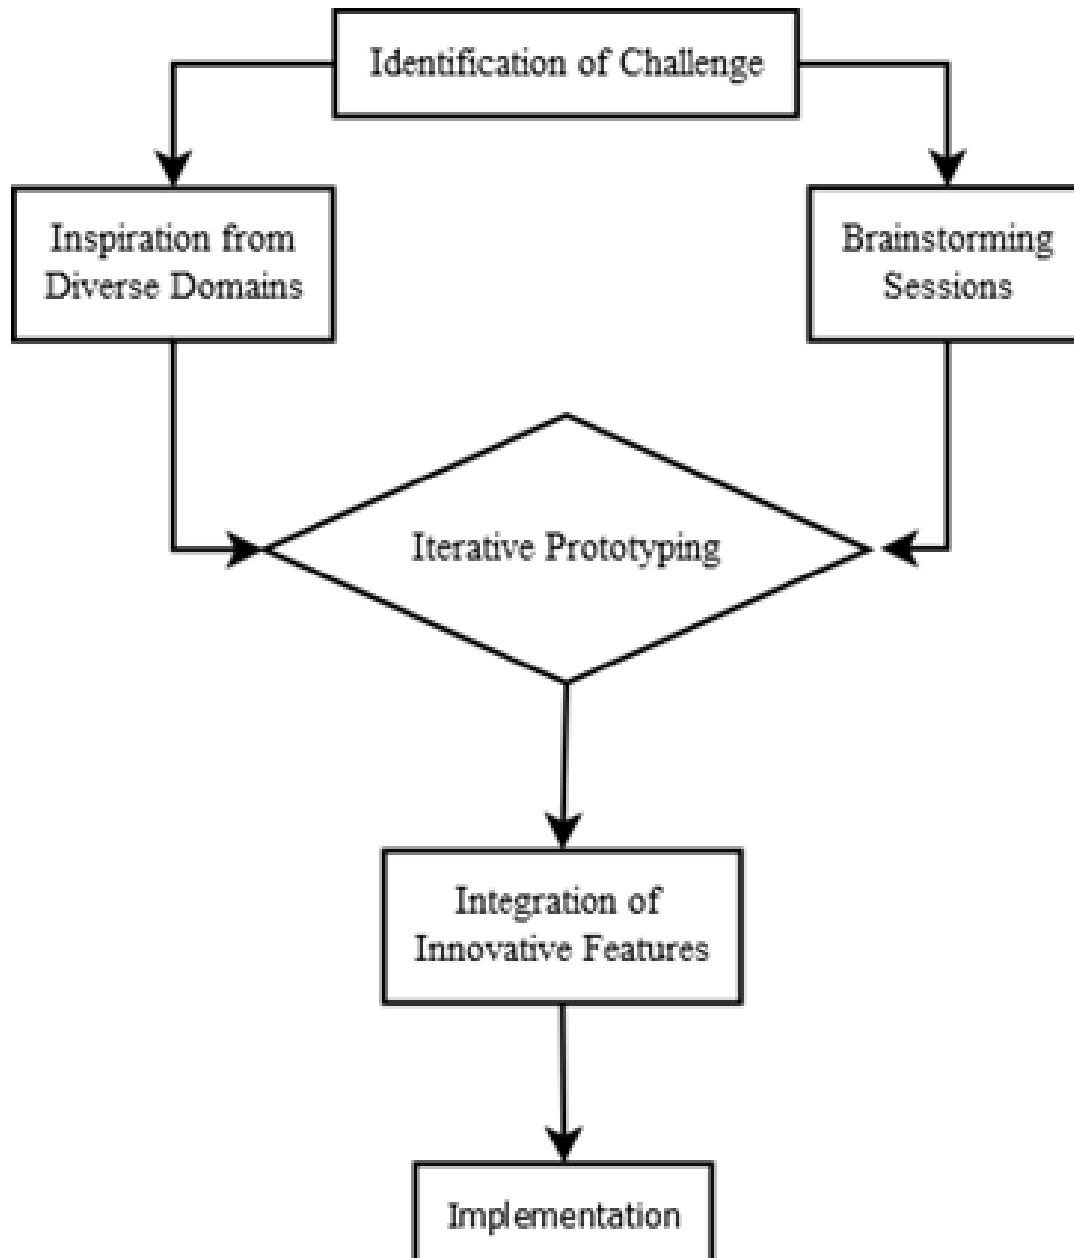 Identification of Challenge
Inspiration from
Diverse Domains
Brainstorming
Sessions
Iterative Prototyping
Integration of
Innovative Features
Implementation